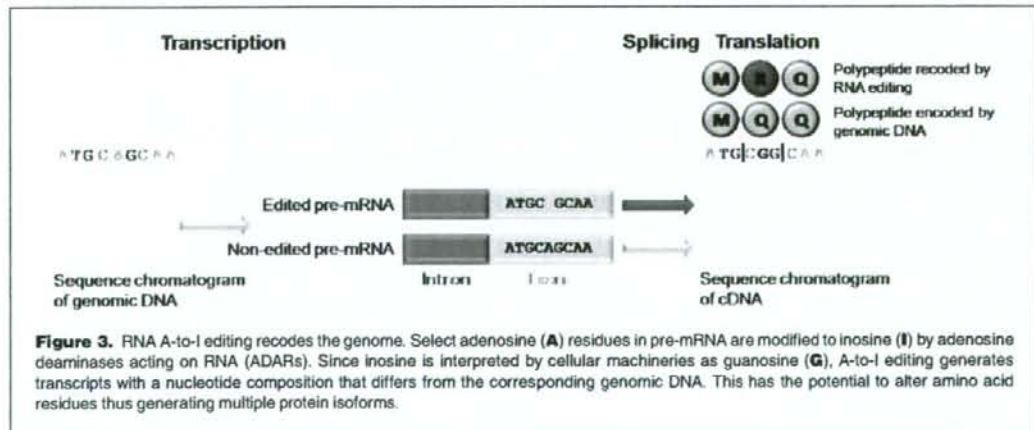 Transcription
Splicing Translation
M Q
Polypeptide recoded by
RNA editing
M Q Q
Polypeptide encoded by
genomic DNA
ATGCAGCAA
ATG|CGG|CAA
Edited pre-mRNA
ATGC GCAA
Non-edited pre-mRNA
ATGCAGCAA
Intron
Sequence chromatogram
of genomic DNA
Sequence chromatogram
of cDNA
Figure 3. RNA A-to-I editing recodes the genome. Select adenosine (A) residues in pre-mRNA are modified to inosine (I) by adenosine
deaminases acting on RNA (ADARs). Since inosine is interpreted by cellular machineries as guanosine (G), A-to-I editing generates
transcripts with a nucleotide composition that differs from the corresponding genomic DNA. This has the potential to alter amino acid
residues thus generating multiple protein isoforms.